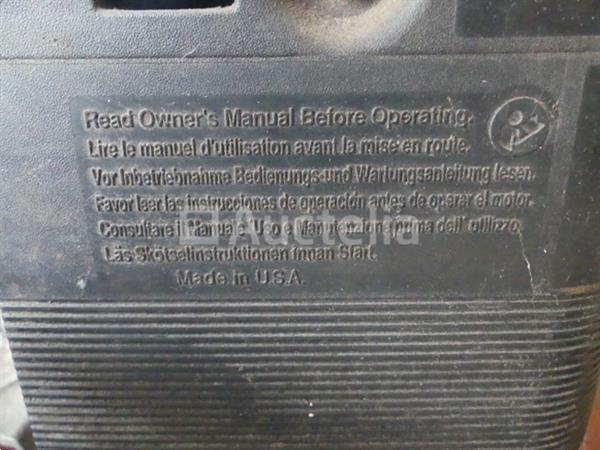 Read Owner's Manual Before Operating.
Lire le manuel d'utilisation avant la mise en route.
Vor Inbetriebnahme Bedienungs-und Wartungsanleitung lesen.
Favor leer las instrucciones de operación antes de operar el motor.
Consultare il Manuale Uso e Manutenzione prima dell' utilizzo.
Auctelia
Läs Skötselinstruktionen Innan Start.
Made in U.S.A.